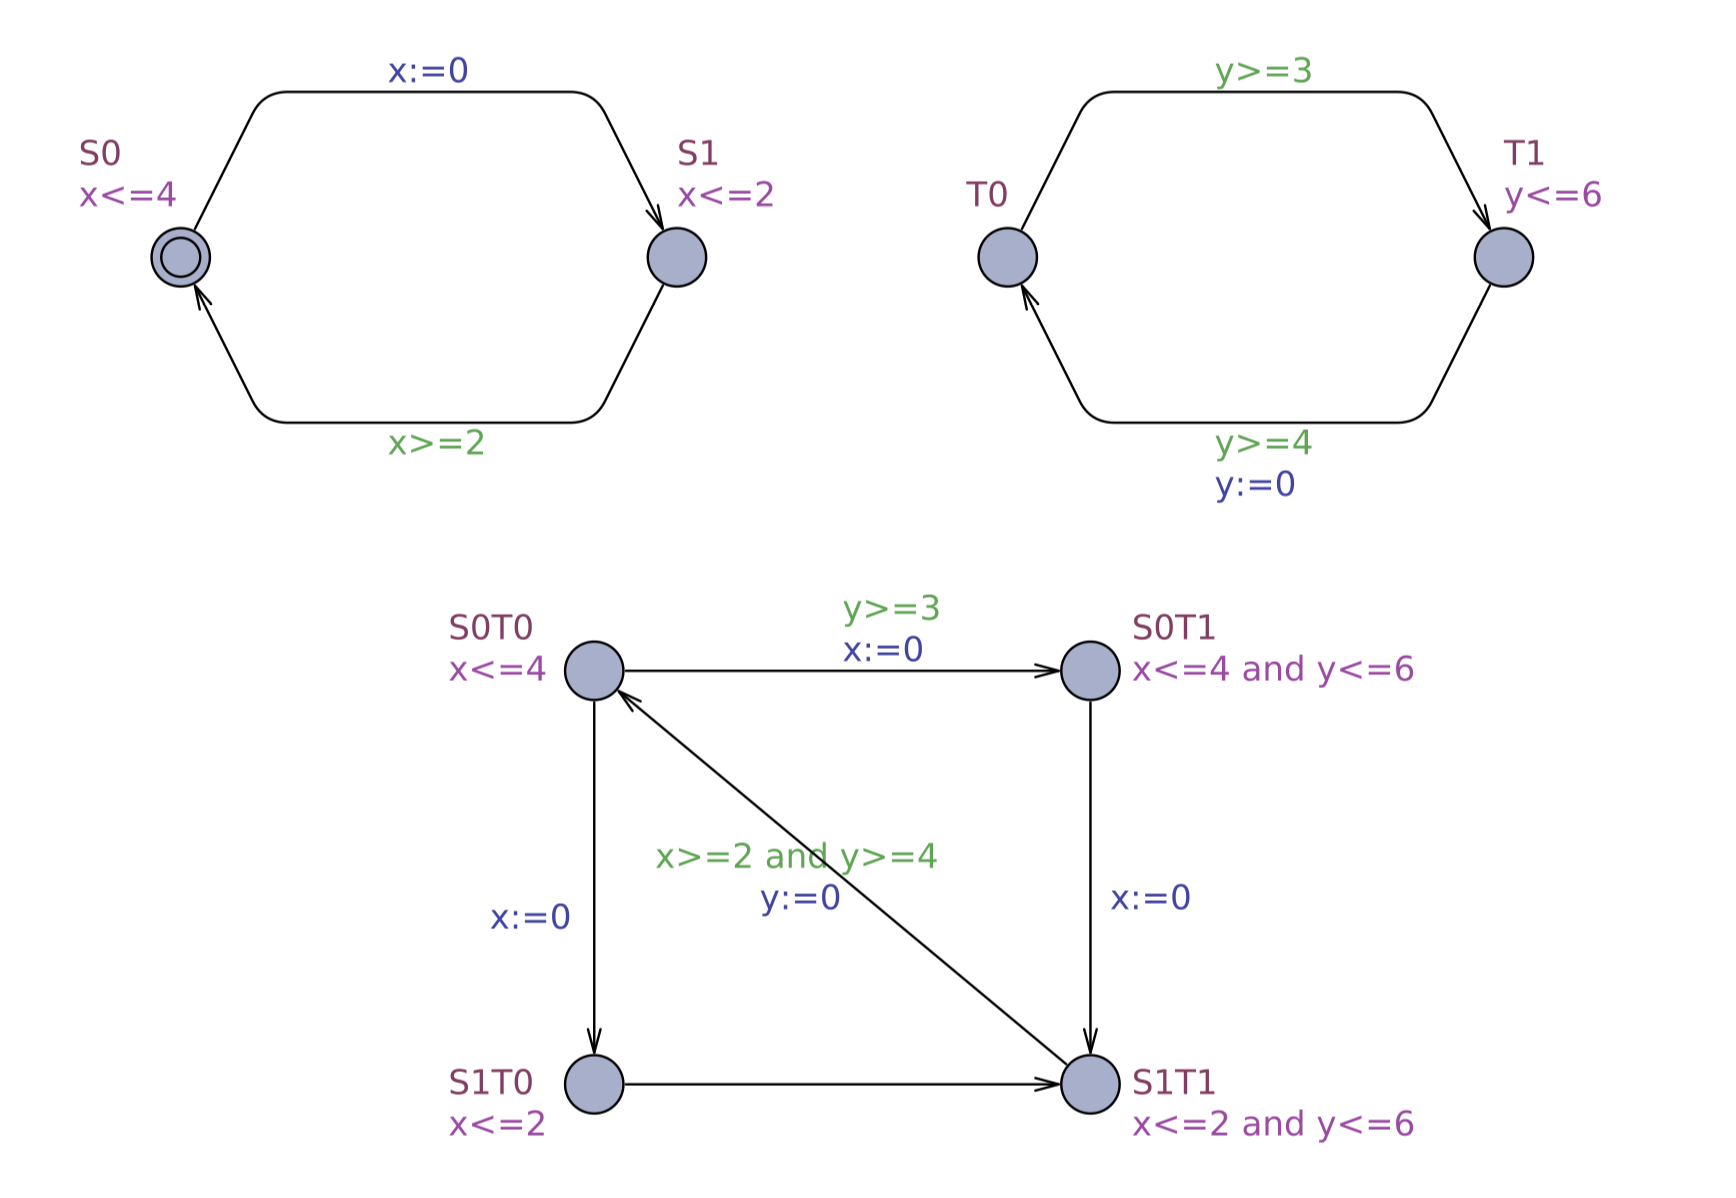 x:=0
S0
x<=4
S1
x<=2
x>=2
y>=3
T0
T1
y<=6
y>=4
y:=0
S0T0
x<=4
y>=3
x:=0
S0T1
x<=4 and y<=6
x>=2 and y>=4
y:=0
x:=0
x:=0
S1T0
x<=2
S1T1
x<=2 and y<=6